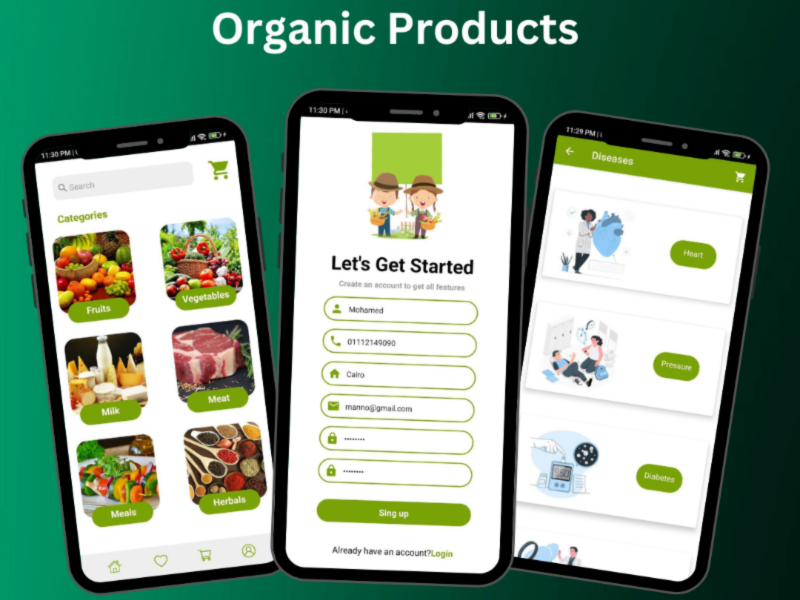 Organic Products
11:30 PM
Search
Categories
Fruits
Vegetables
Milk
Meat
Meals
Herbals
11:30 PM
Let's Get Started
Create an account to get all features
Mohamed
01112149090
Cairo
manno@gmail.com
Sing up
Already have an account?Login
11:29 PM
Diseases
Heart
Pressure
Diabetes